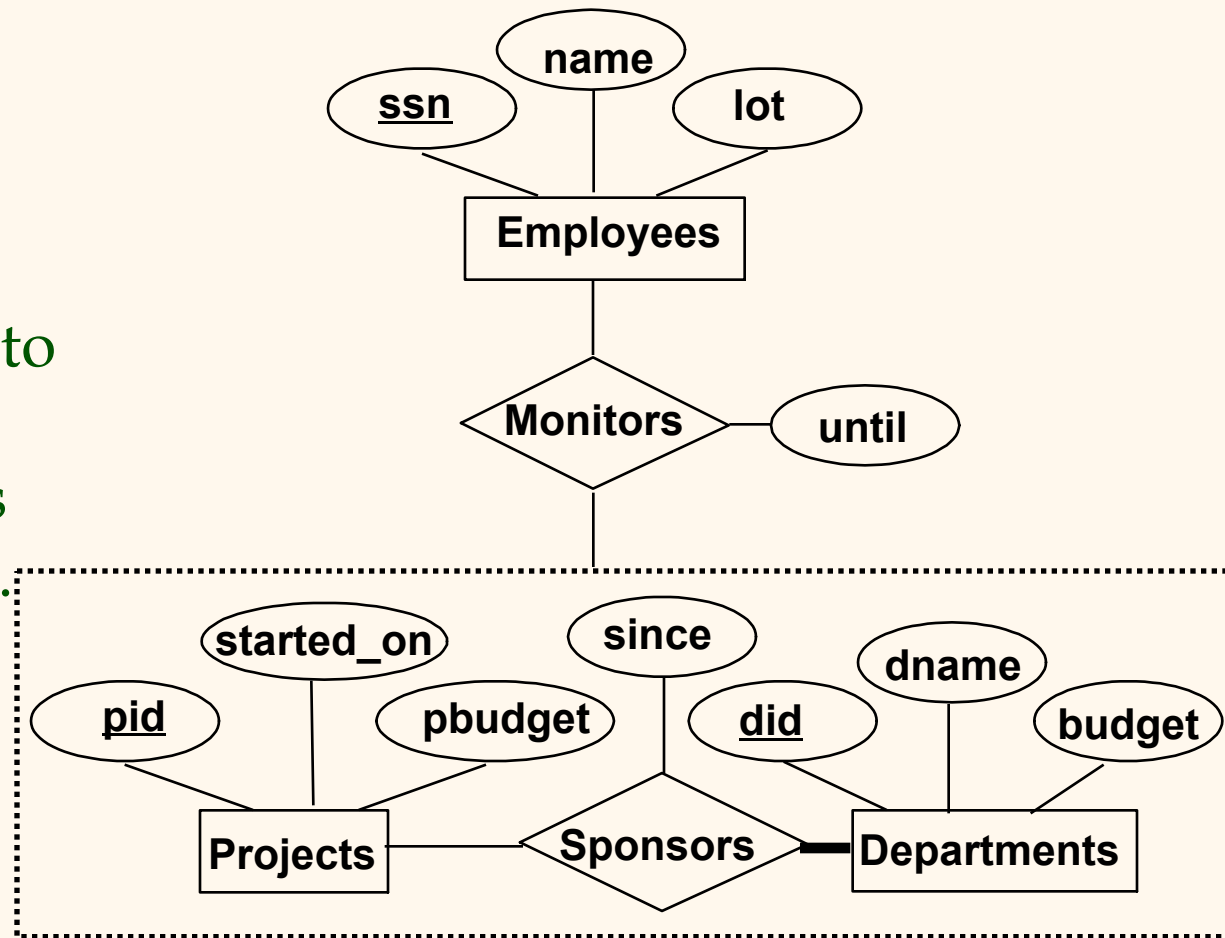 name
ssn
lot
Employees
to
Monitors
until
s
.
started_on
since
dname
pid
pbudget
did
budget
Projects
Sponsors
Departments